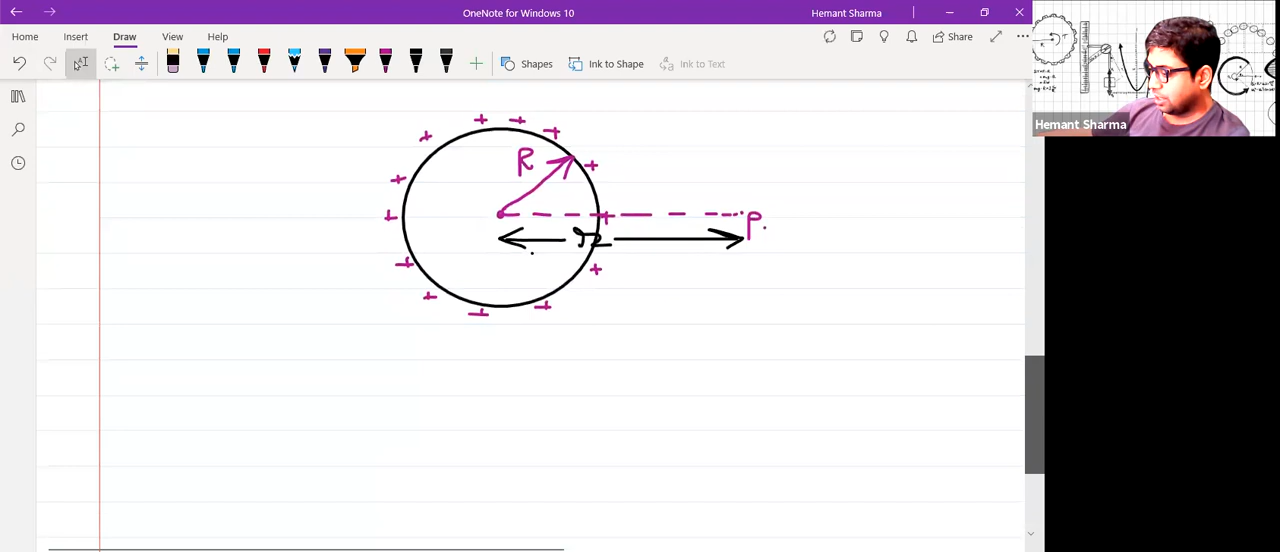 OneNote for Windows 10
Hemant Sharma
Home Insert Draw View Help
Share
Shapes Ink to Shape Ink to Text
Hemant Sharma
R
P.
r